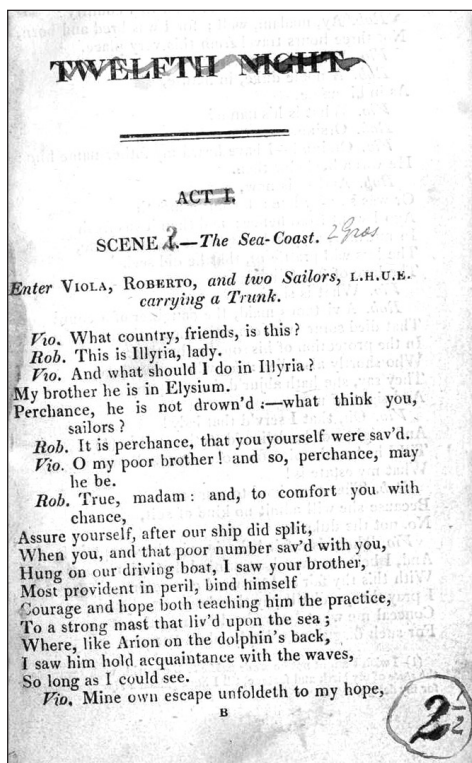 TWELFTH NIGHT.
ACT I.
SCENE 2.—The Sea-Coast. 2 Gros
Enter VIOLA, ROBERTO, and two Sailors, L.H.U.E.
carrying a Trunk.
Vio. What country, friends, is this?
Rob. This is Illyria, lady.
Vio. And what should I do in Illyria?
My brother he is in Elysium.
Perchance, he is not drown'd:—what think you,
sailors?
Rob. It is perchance, that you yourself were sav'd.
Vio. O my poor brother! and so, perchance, may
he be.
Rob. True, madam: and, to comfort you with
chance,
Assure yourself, after our ship did split,
When you, and that poor number sav'd with you,
Hung on our driving boat, I saw your brother,
Most provident in peril, bind himself
Courage and hope both teaching him the practice,
To a strong mast that liv'd upon the sea;
Where, like Arion on the dolphin's back,
I saw him hold acquaintance with the waves,
So long as I could see.
Vio. Mine own escape unfoldeth to my hope,
B
2 1/2